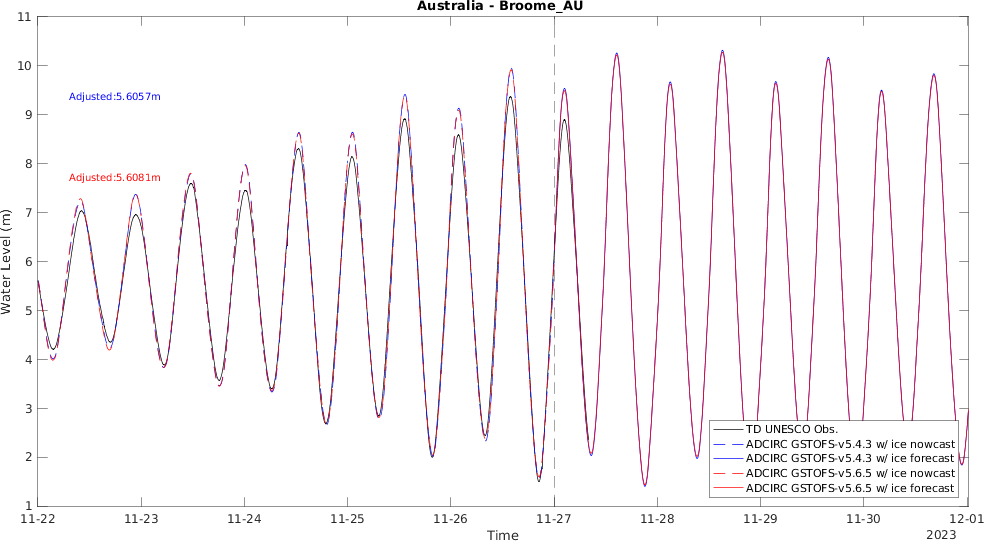 Australia - Broome_AU
11
10
9
8
7
6
5
4
3
2
1
Water Level (m)
Adjusted:5.6057m
Adjusted:5.6081m
TD UNESCO Obs.
ADCIRC GSTOFS-v5.4.3 w/ ice nowcast
ADCIRC GSTOFS-v5.4.3 w/ ice forecast
ADCIRC GSTOFS-v5.6.5 w/ ice nowcast
ADCIRC GSTOFS-v5.6.5 w/ ice forecast
11-22 11-23 11-24 11-25 11-26 11-27 11-28 11-29 11-30 12-01
Time
2023